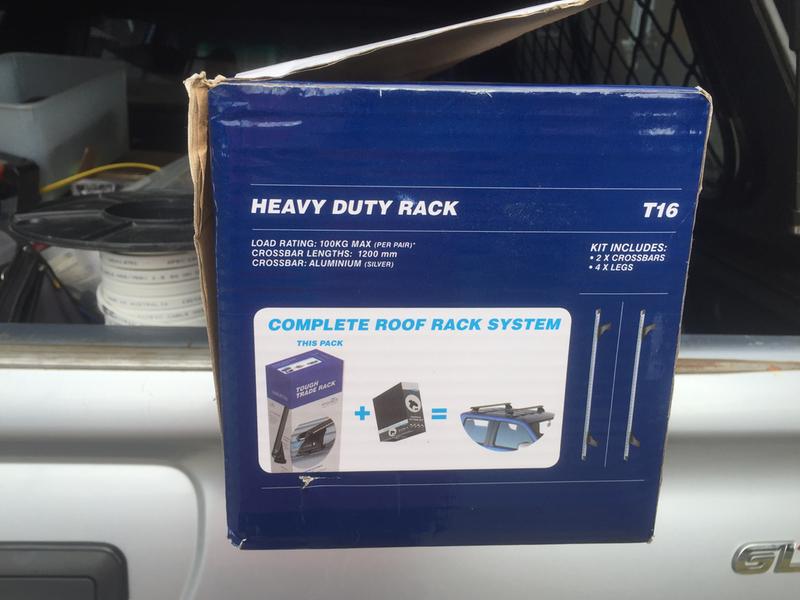 HEAVY DUTY RACK
T16
LOAD RATING: 100KG MAX (PER PAIR)*
CROSSBAR LENGTHS: 1200 mm
CROSSBAR: ALUMINIUM (SILVER)
KIT INCLUDES:
• 2 X CROSSBARS
• 4 X LEGS
COMPLETE ROOF RACK SYSTEM
THIS PACK
TOUGH
TRADE RACK
+
=
GL